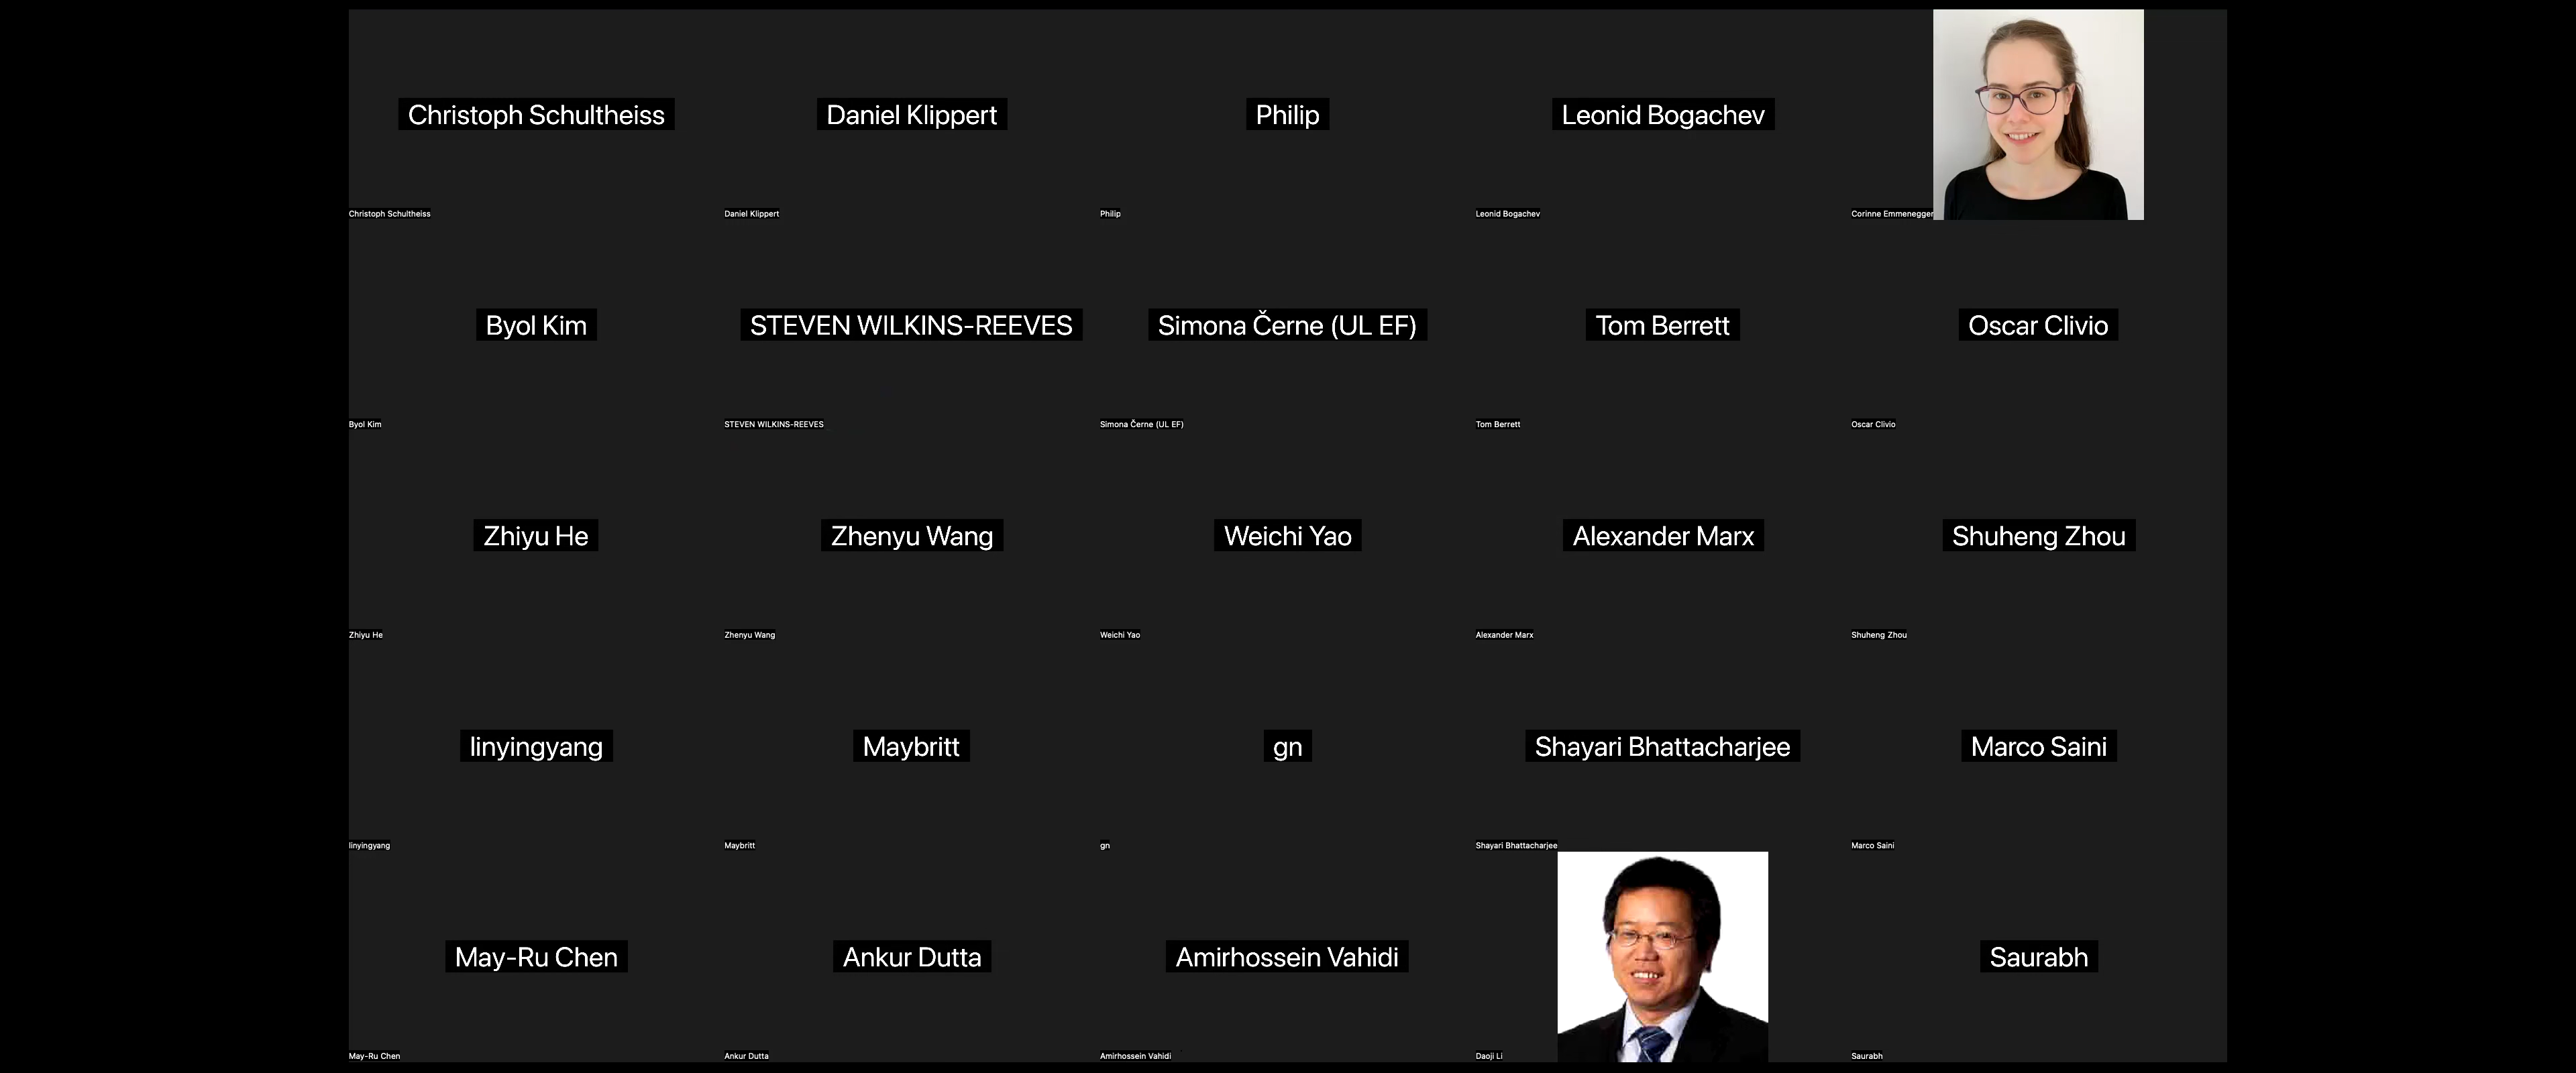 Christoph Schultheiss
Daniel Klippert
Philip
Leonid Bogachev
Christoph Schultheiss
Daniel Klippert
Philip
Leonid Bogachev
Corinne Emmenegger
Byol Kim
STEVEN WILKINS-REEVES
Simona Černe (UL EF)
Tom Berrett
Oscar Clivio
Byol Kim
STEVEN WILKINS-REEVES
Simona Černe (UL EF)
Tom Berrett
Oscar Clivio
Zhiyu He
Zhenyu Wang
Weichi Yao
Alexander Marx
Shuheng Zhou
Zhiyu He
Zhenyu Wang
Weichi Yao
Alexander Marx
Shuheng Zhou
linyingyang
Maybritt
gn
Shayari Bhattacharjee
Marco Saini
linyingyang
Maybritt
gn
Shayari Bhattacharjee
Marco Saini
May-Ru Chen
Ankur Dutta
Amirhossein Vahidi
Saurabh
May-Ru Chen
Ankur Dutta
Amirhossein Vahidi
Daoji Li
Saurabh